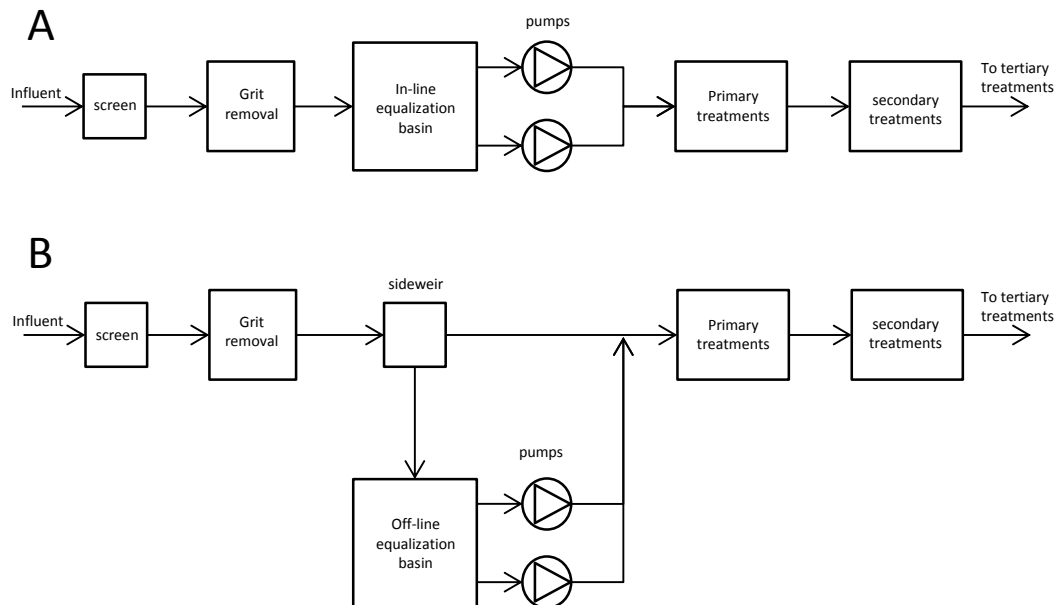 A
pumps
Influent
screen
Grit
removal
In-line
equalization
basin
Primary
treatments
secondary
treatments
To tertiary
treatments
B
sideweir
Influent
screen
Grit
removal
Primary
treatments
secondary
treatments
To tertiary
treatments
pumps
Off-line
equalization
basin